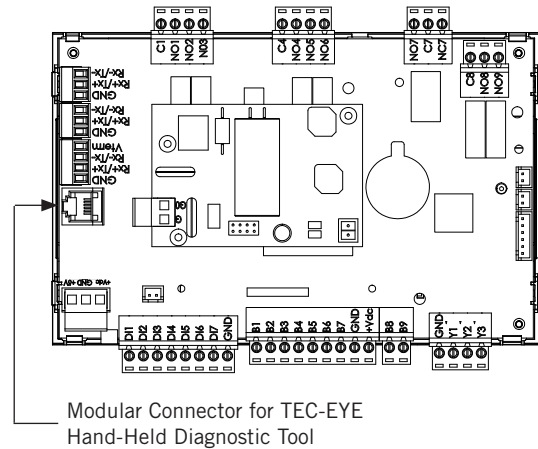 C1 NO1 NO2 NO3
C4 NO4 NO5 NO6
NO7 C7 NC7
C8 NO8 NO9
Rx-/Tx-
Rx+/Tx+
GND
Rx-/Tx-
Rx+/Tx+
GND
Vterm
Rx-/Tx-
Rx+/Tx+
GND
+Vdc GND +5V
DI1 DI2 DI3 DI4 DI5 DI6 DI7 GND
B1 B2 B3 B4 B5 B6 B7 GND +Vdc
B8 B9
GND Y1 Y2 Y3
Modular Connector for TEC-EYE
Hand-Held Diagnostic Tool